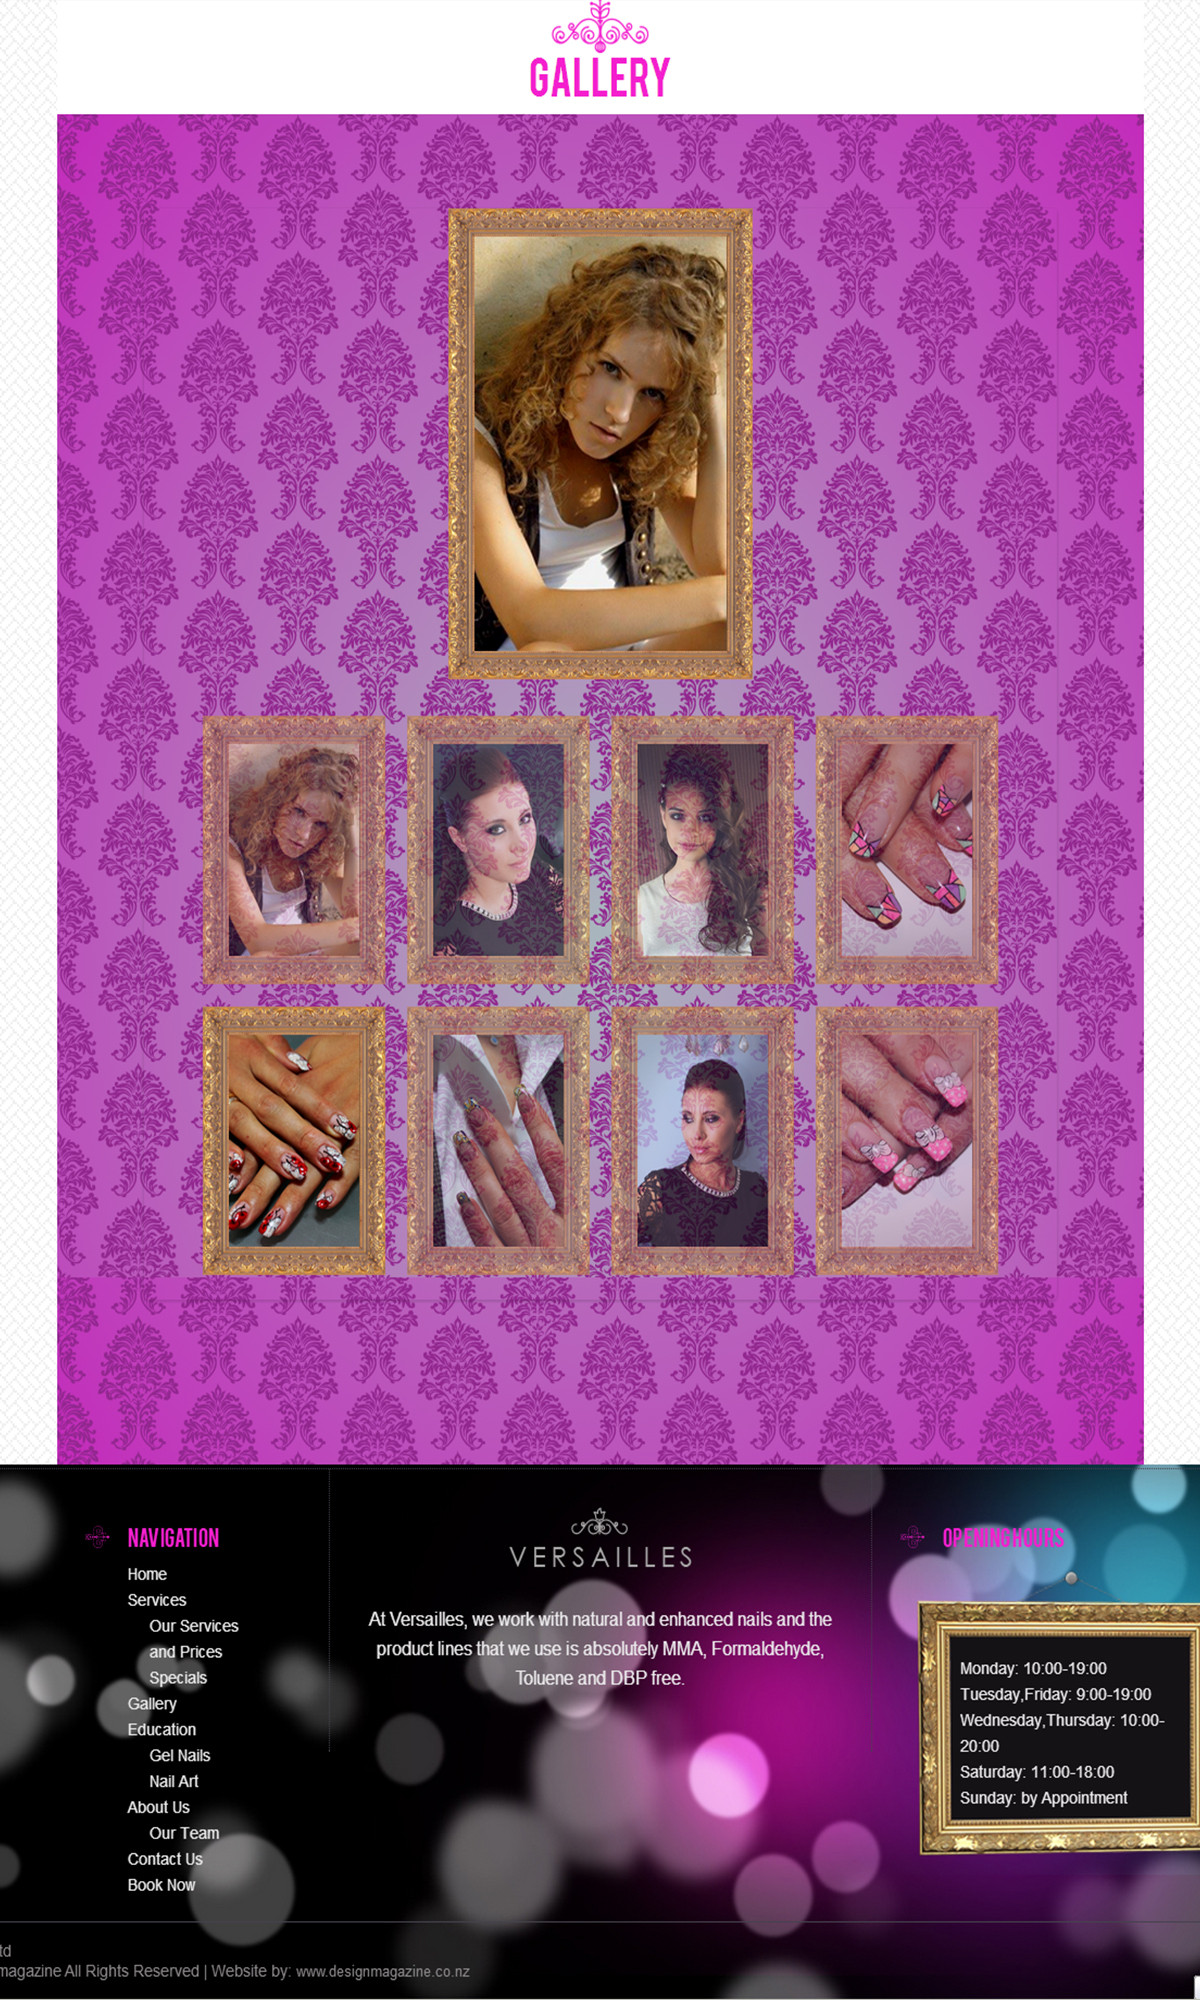 GALLERY
NAVIGATION
Home
Services
Our Services
and Prices
Specials
Gallery
Education
Gel Nails
Nail Art
About Us
Our Team
Contact Us
Book Now
VERSAILLES
At Versailles, we work with natural and enhanced nails and the
product lines that we use is absolutely MMA, Formaldehyde,
Toluene and DBP free.
OPENING HOURS
Monday: 10:00-19:00
Tuesday,Friday: 9:00-19:00
Wednesday,Thursday: 10:00-
20:00
Saturday: 11:00-18:00
Sunday: by Appointment
td
magazine All Rights Reserved | Website by: www.designmagazine.co.nz